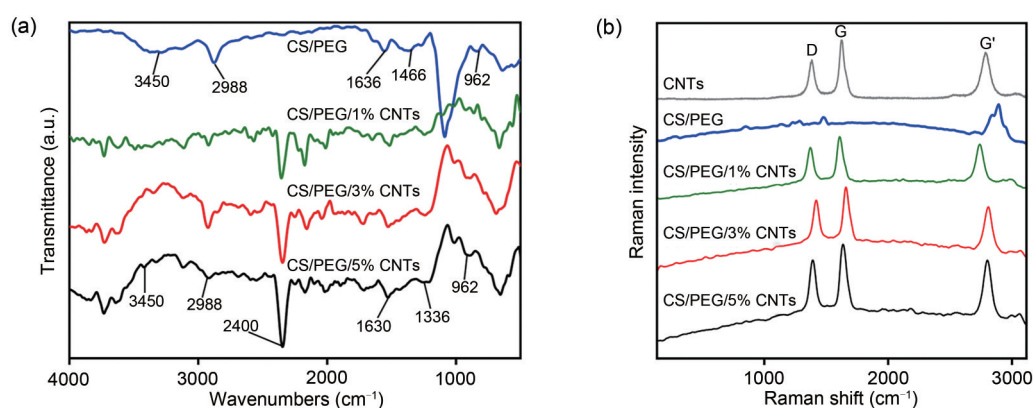 (a)
CS/PEG
3450
2988
1636
1466
962
CS/PEG/1% CNTs
CS/PEG/3% CNTs
CS/PEG/5% CNTs
3450
2988
2400
1630
1336
962
Transmittance (a.u.)
4000
3000
2000
1000
Wavenumbers (cm⁻¹)
(b)
D
G
G'
CNTs
CS/PEG
CS/PEG/1% CNTs
CS/PEG/3% CNTs
CS/PEG/5% CNTs
Raman intensity
1000
2000
3000
Raman shift (cm⁻¹)